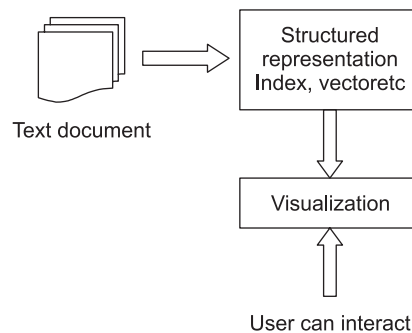 Structured
representation
Index, vectoretc
Text document
Visualization
User can interact